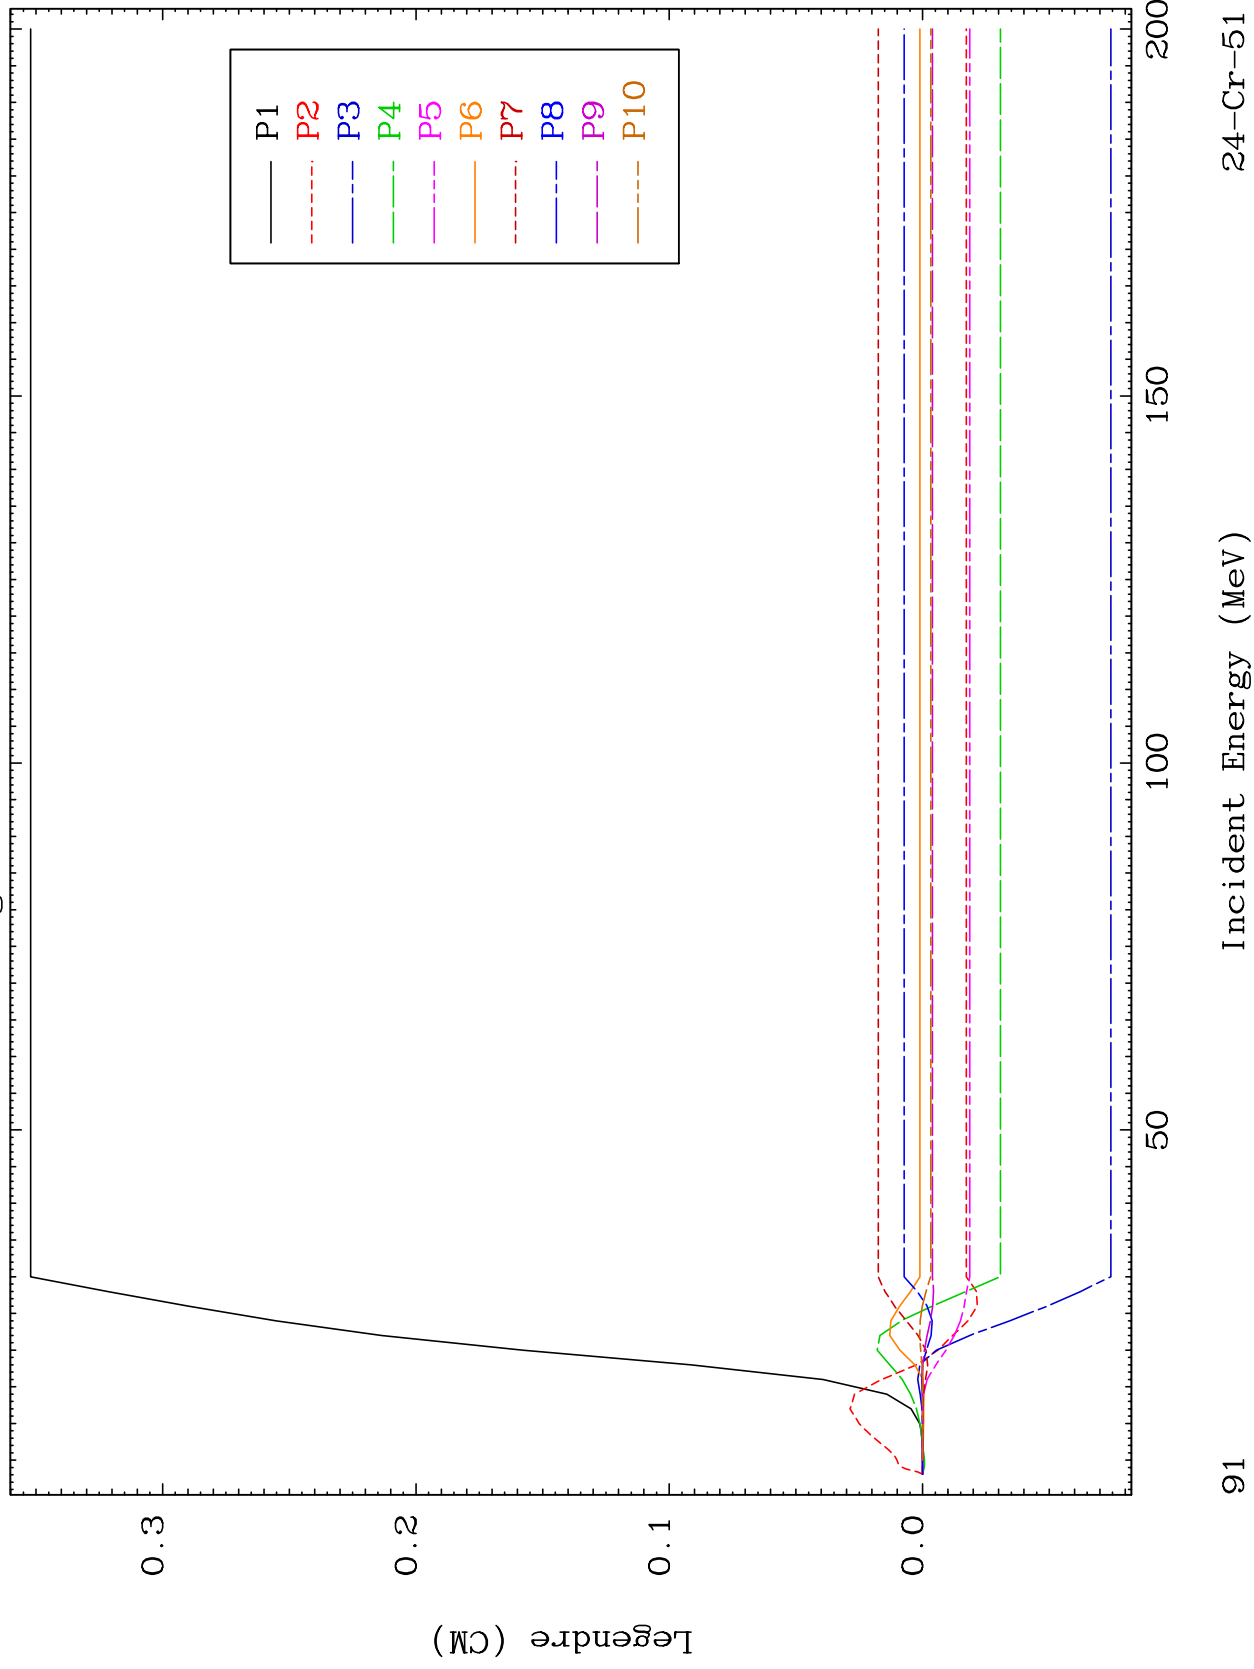 P1
P2
P3
P4
P5
P6
P7
P8
P9
P10
0.3
0.2
0.1
0.0
Legendre (CM)
50
100
150
200
Incident Energy (MeV)
91
24-Cr-51